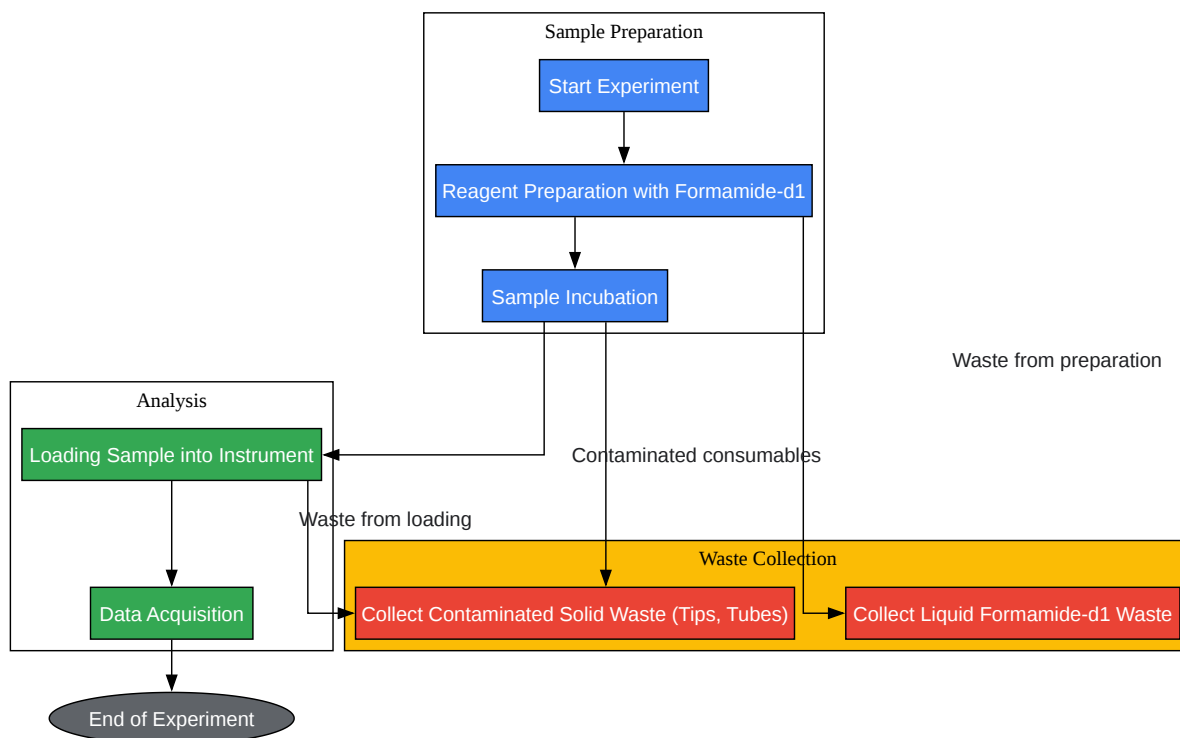 Sample Preparation
Start Experiment
Reagent Preparation with Formamide-d1
Sample Incubation
Waste from preparation
Analysis
Loading Sample into Instrument
Contaminated consumables
Waste from loading
Waste Collection
Data Acquisition
Collect Contaminated Solid Waste (Tips, Tubes)
Collect Liquid Formamide-d1 Waste
End of Experiment